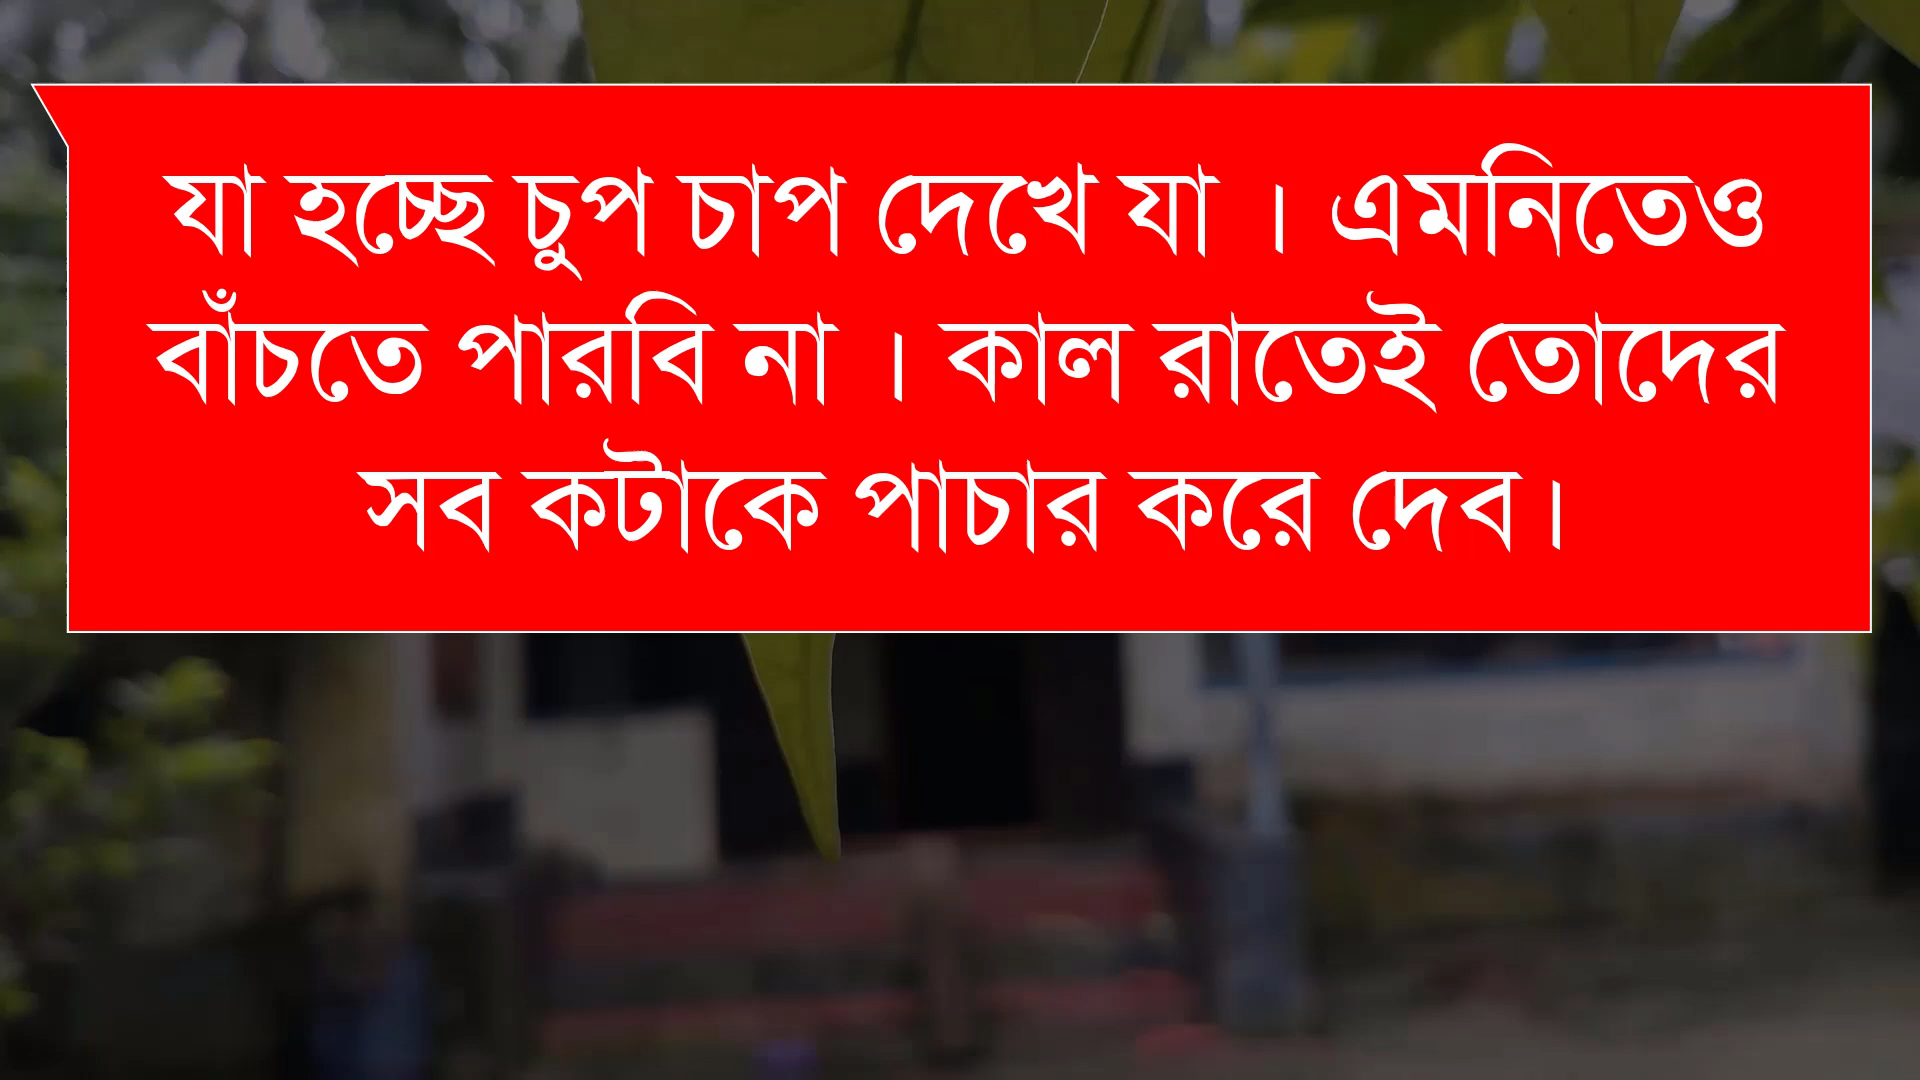 যা হচ্ছে চুপ চাপ দেখে যা । এমনিতেও
বাঁচতে পারবি না । কাল রাতেই তোদের
সব কটাকে পাচার করে দেব।